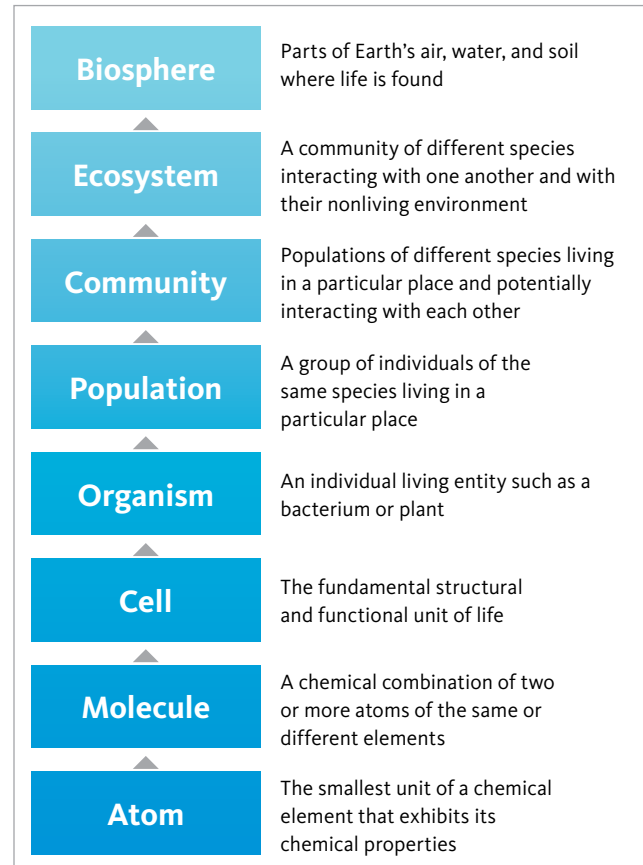 Biosphere
Parts of Earth’s air, water, and soil
where life is found
Ecosystem
A community of different species
interacting with one another and with
their nonliving environment
Community
Populations of different species living
in a particular place and potentially
interacting with each other
Population
A group of individuals of the
same species living in a
particular place
Organism
An individual living entity such as a
bacterium or plant
Cell
The fundamental structural
and functional unit of life
Molecule
A chemical combination of two
or more atoms of the same or
different elements
Atom
The smallest unit of a chemical
element that exhibits its
chemical properties